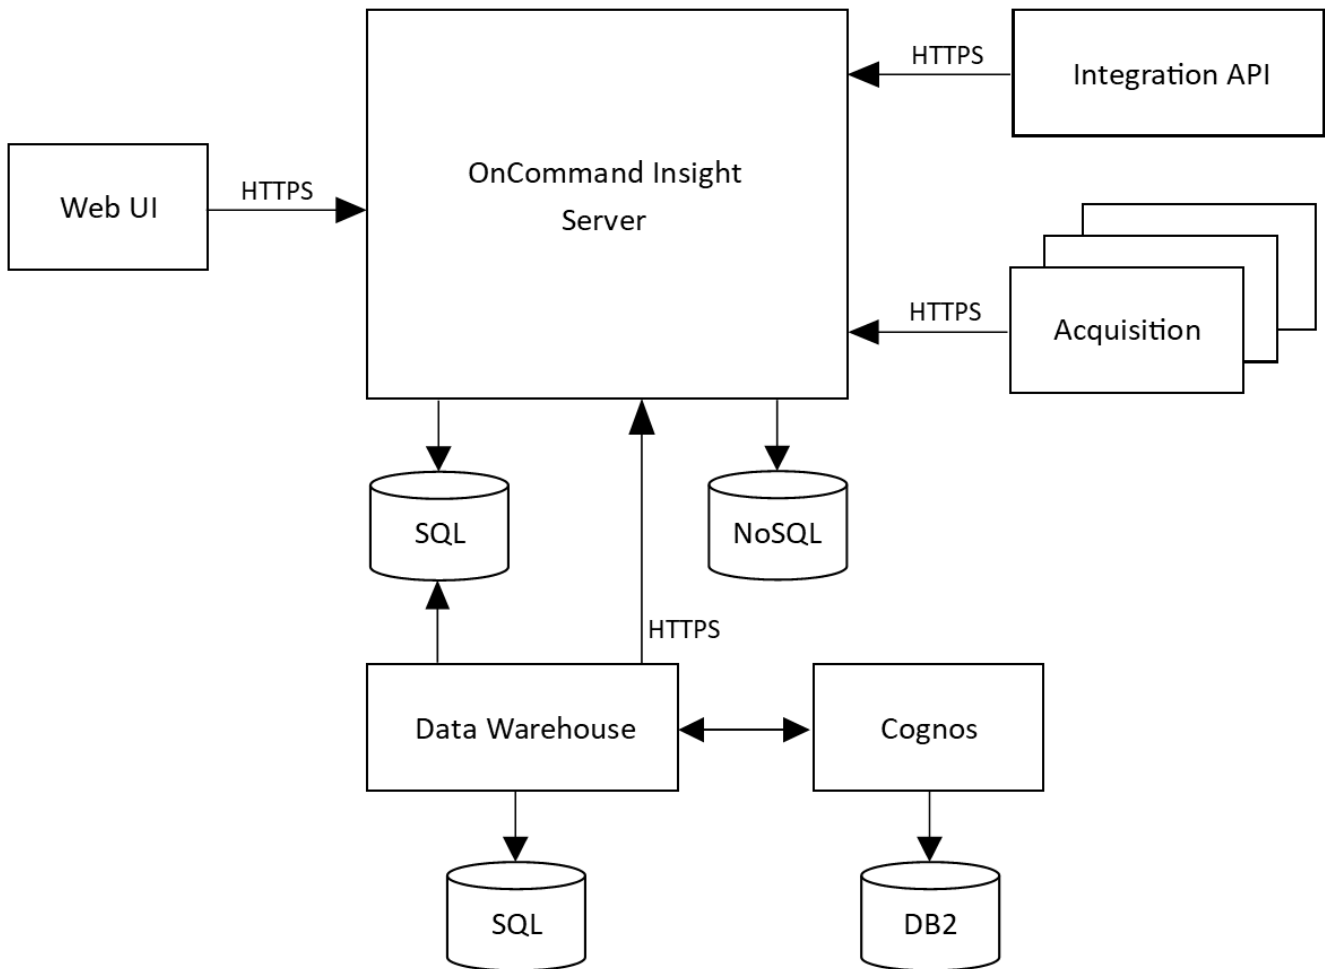 HTTPS
Integration API
OnCommand Insight
Server
Web UI
HTTPS
HTTPS
Acquisition
SQL
NoSQL
HTTPS
Data Warehouse
Cognos
SQL
DB2